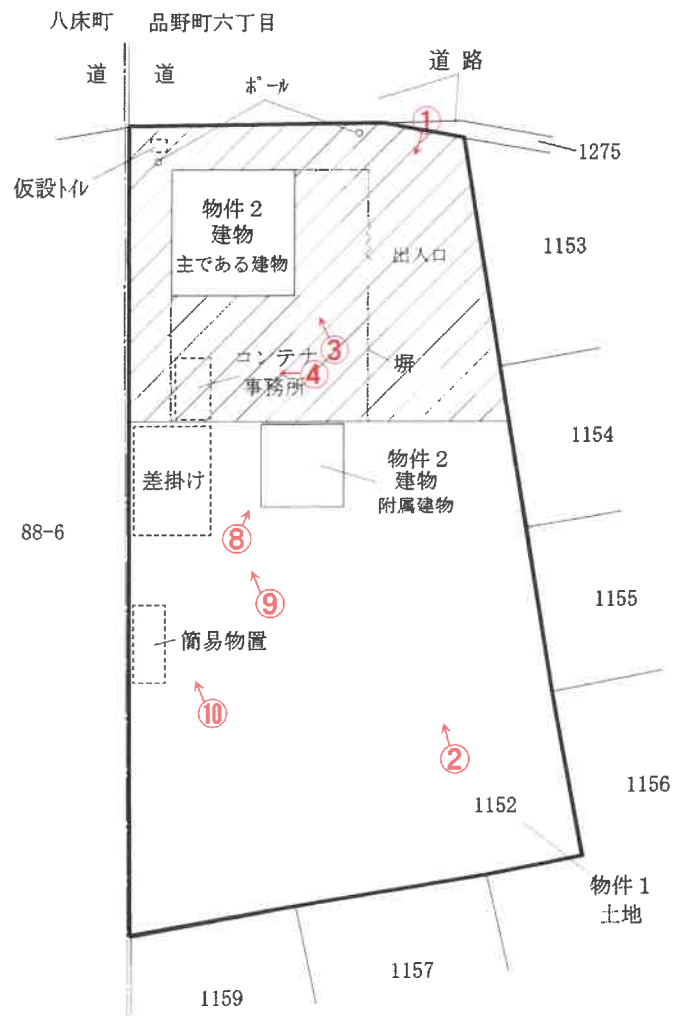 八床町 品野町六丁目
道 道
道 路
ポール
①
1275
仮設トイレ
物件2
建物
主である建物
1153
出入口
コンテナ
事務所
③
④
塀
1154
差掛け
物件2
建物
附属建物
88-6
⑧
⑨
1155
簡易物置
⑩
②
1156
1152
物件1
土地
1157
1159